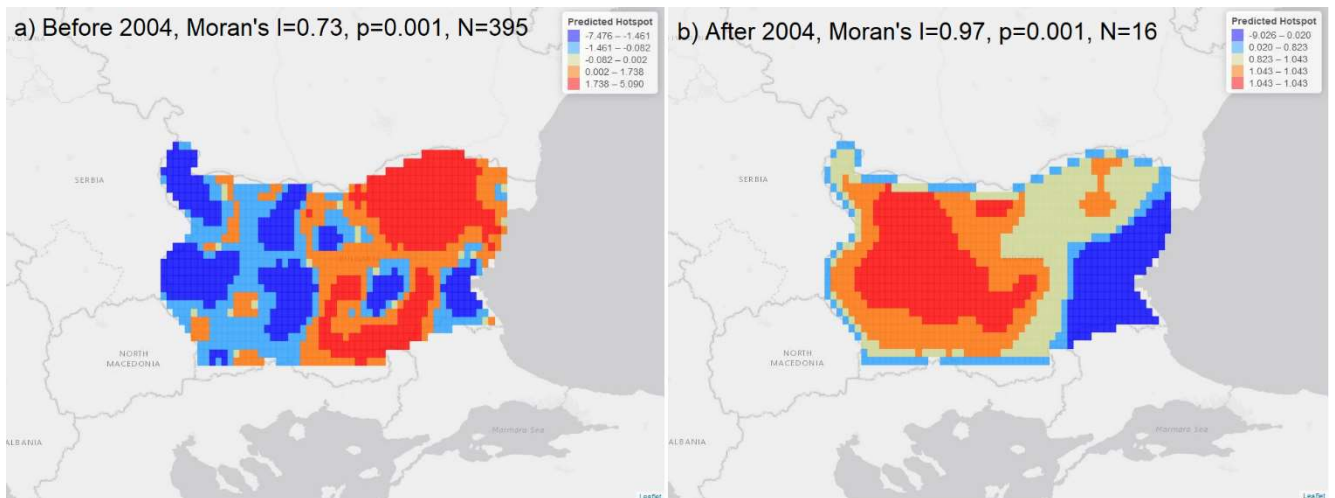 a) Before 2004, Moran's I=0.73, p=0.001, N=395
Predicted Hotspot
-7.476 – -1.461
-1.461 – -0.082
-0.082 – 0.002
0.002 – 1.738
1.738 – 5.090
SERBIA
NORTH
MACEDONIA
ALBANIA
Marmara Sea
Leaflet
b) After 2004, Moran's I=0.97, p=0.001, N=16
Predicted Hotspot
-9.026 – 0.020
0.020 – 0.823
0.823 – 1.043
1.043 – 1.043
1.043 – 1.043
SERBIA
NORTH
MACEDONIA
ALBANIA
Marmara Sea
Leaflet